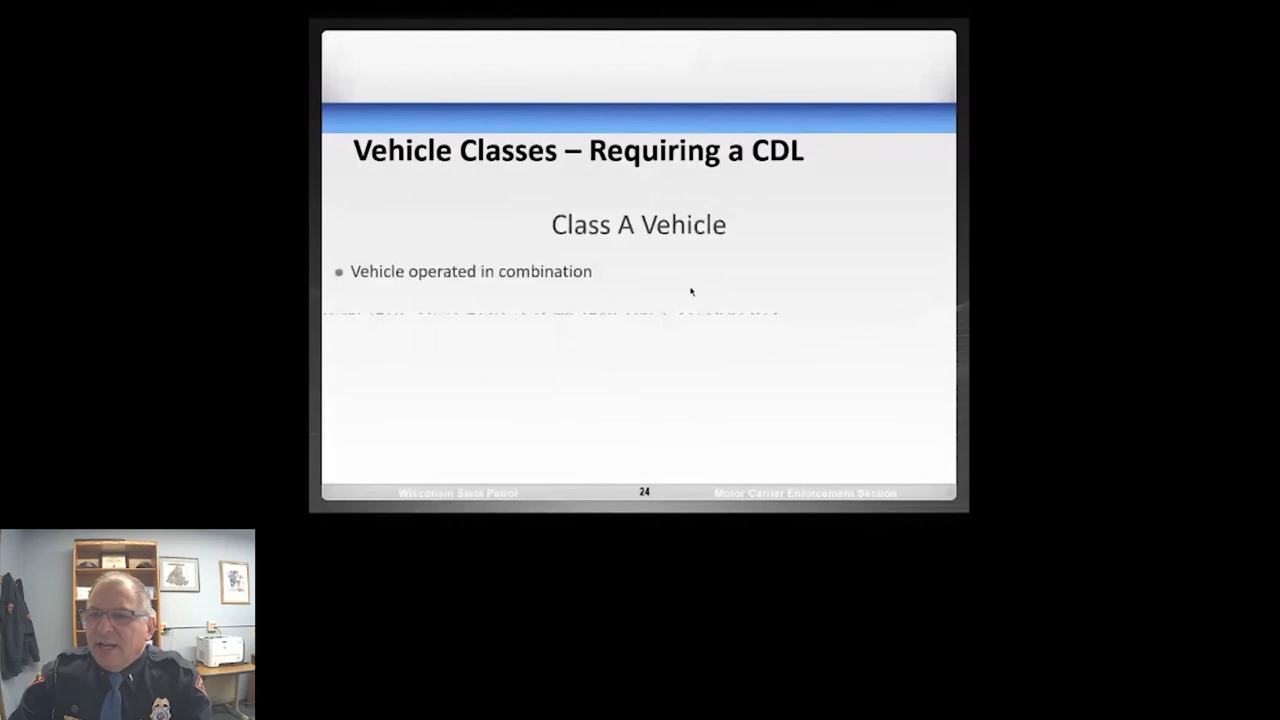 Vehicle Classes – Requiring a CDL
Class A Vehicle
Vehicle operated in combination
Wisconsin State Patrol
24
Motor Carrier Enforcement Section